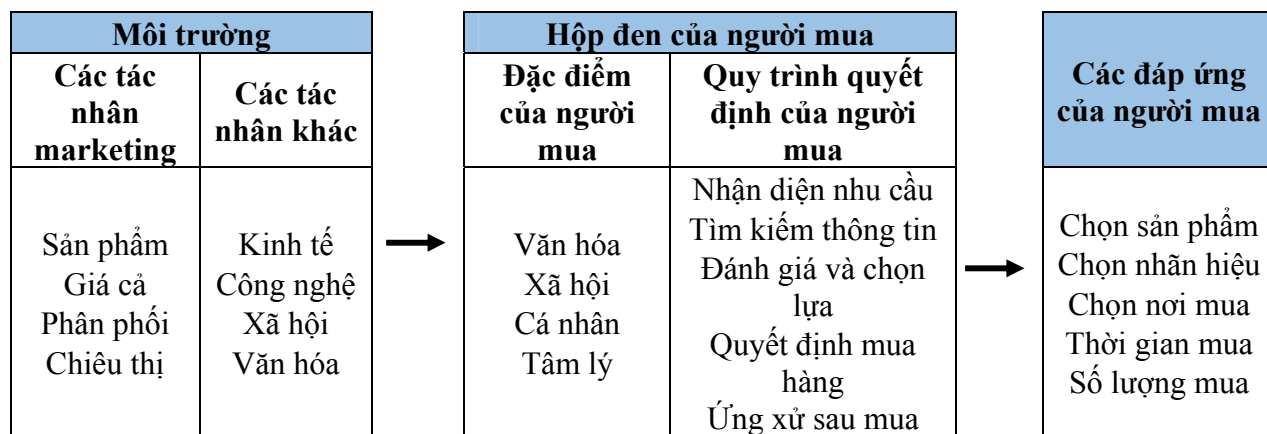 Môi trường
Các tác
nhân
marketing
Các tác
nhân khác
Sản phẩm
Giá cả
Phân phối
Chiêu thị
Kinh tế
Công nghệ
Xã hội
Văn hóa
Hộp đen của người mua
Đặc điểm
của người
mua
Quy trình quyết
định của người
mua
Văn hóa
Xã hội
Cá nhân
Tâm lý
Nhận diện nhu cầu
Tìm kiếm thông tin
Đánh giá và chọn
lựa
Quyết định mua
hàng
Ứng xử sau mua
Các đáp ứng
của người mua
Chọn sản phẩm
Chọn nhãn hiệu
Chọn nơi mua
Thời gian mua
Số lượng mua